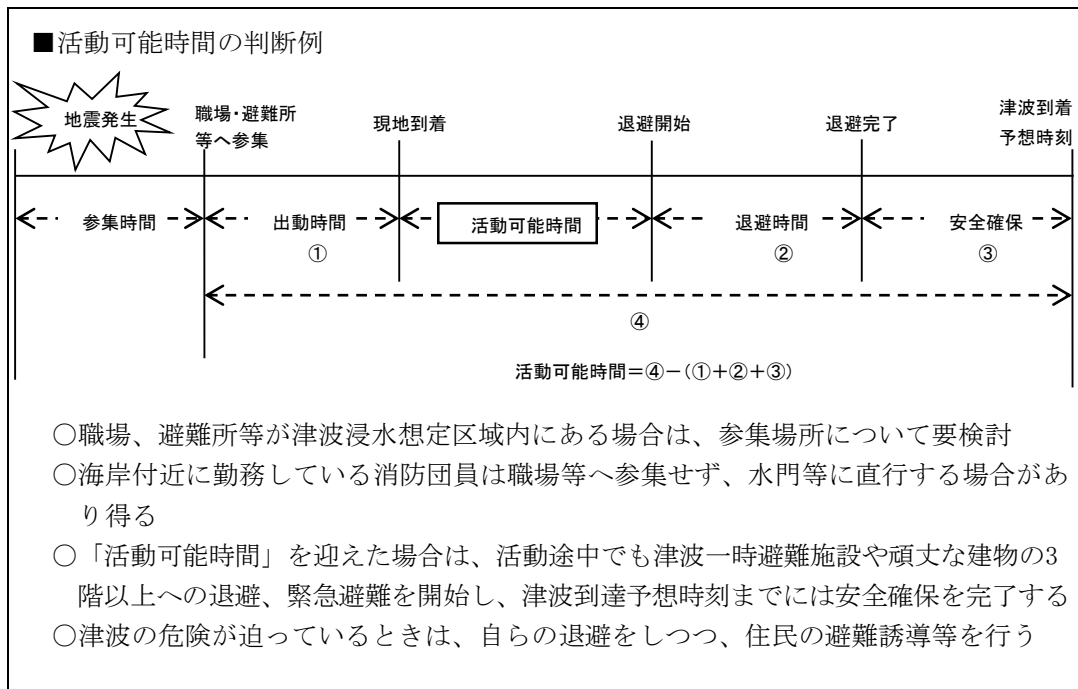 ■活動可能時間の判断例
地震発生
職場・避難所
等へ参集
現地到着
退避開始
退避完了
津波到着
予想時刻
参集時間
出動時間
①
活動可能時間
退避時間
②
安全確保
③
④
活動可能時間＝④－(①＋②＋③)
○職場、避難所等が津波浸水想定区域内にある場合は、参集場所について要検討
○海岸付近に勤務している消防団員は職場等へ参集せず、水門等に直行する場合があ
り得る
○「活動可能時間」を迎えた場合は、活動途中でも津波一時避難施設や頑丈な建物の3
階以上への退避、緊急避難を開始し、津波到達予想時刻までには安全確保を完了する
○津波の危険が迫っているときは、自らの退避をしつつ、住民の避難誘導等を行う